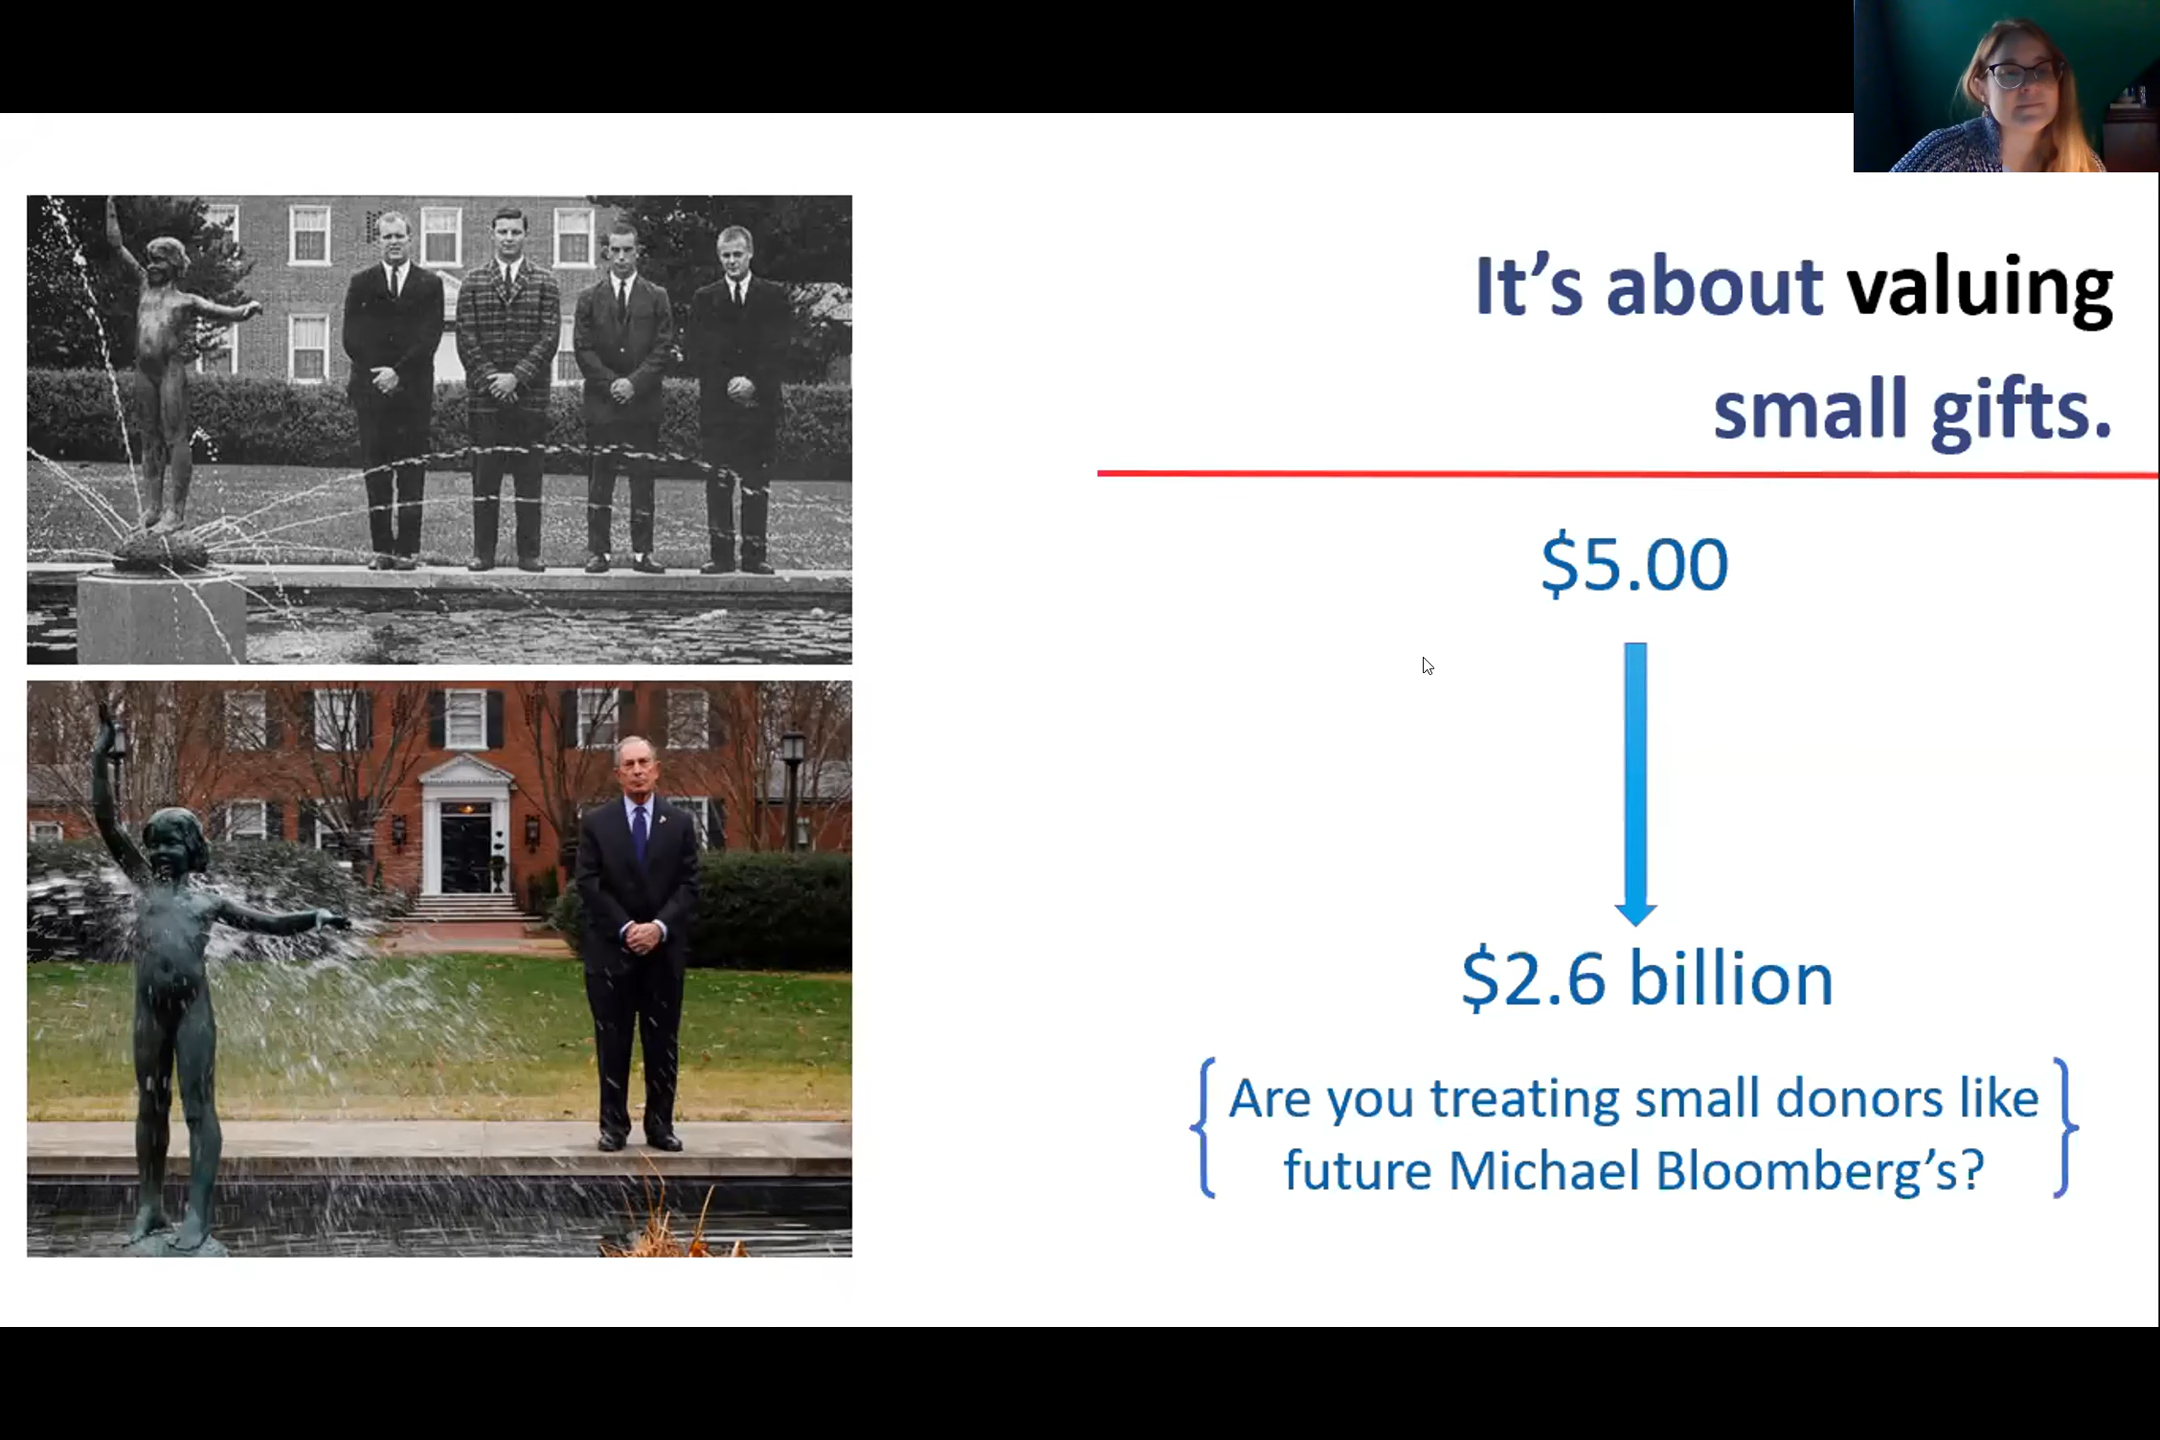 It’s about valuing
small gifts.
$5.00
$2.6 billion
Are you treating small donors like
future Michael Bloomberg’s?